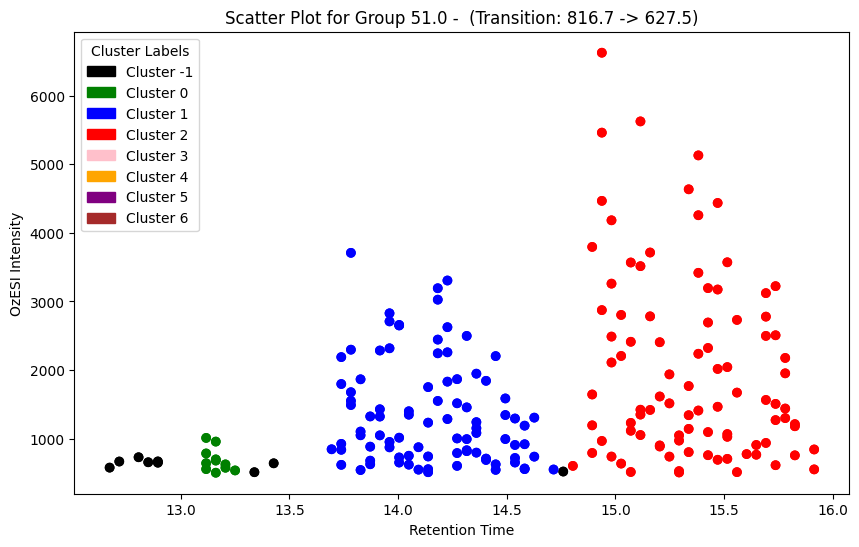 Scatter Plot for Group 51.0 -  (Transition: 816.7 -> 627.5)
Cluster Labels
Cluster -1
Cluster 0
Cluster 1
Cluster 2
Cluster 3
Cluster 4
Cluster 5
Cluster 6
OzESI Intensity
6000
5000
4000
3000
2000
1000
13.0 13.5 14.0 14.5 15.0 15.5 16.0
Retention Time